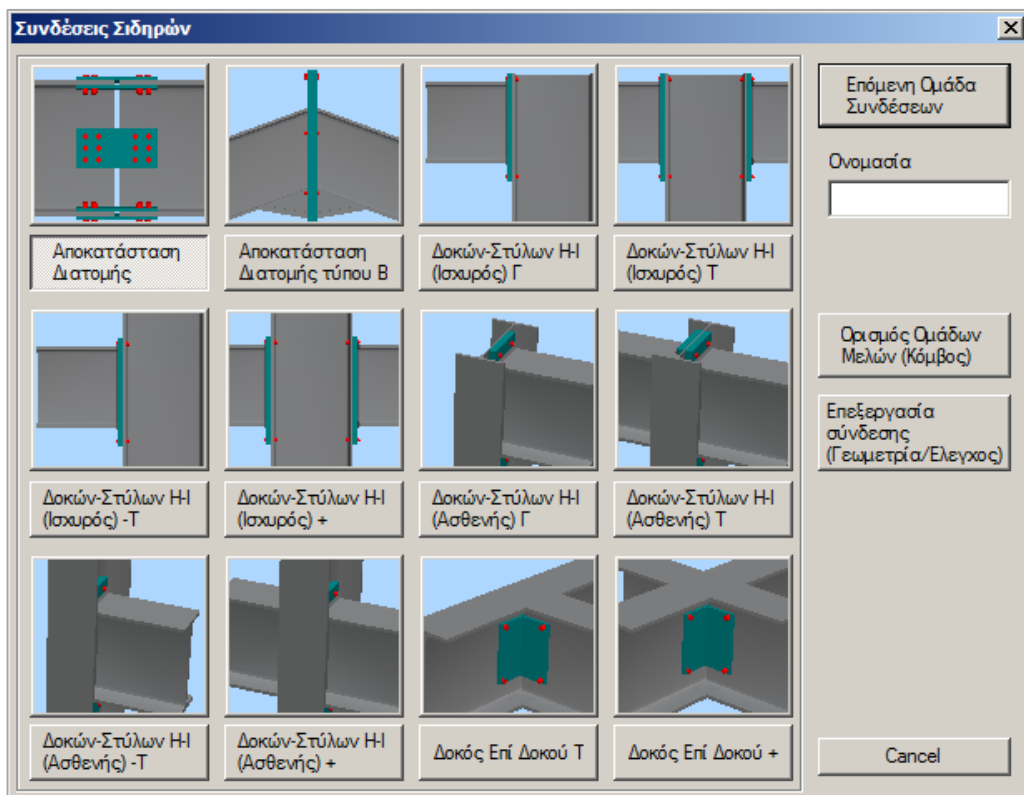 Συνδέσεις Σιδηρών
Επόμενη Ομάδα
Συνδέσεων
Ονομασία
Αποκατάσταση
Διατομής
Αποκατάσταση
Διατομής τύπου Β
Δοκών-Στύλων Η-Ι
(Ισχυρός) Γ
Δοκών-Στύλων Η-Ι
(Ισχυρός) Τ
Ορισμός Ομάδων
Μελών (Κόμβος)
Επεξεργασία
σύνδεσης
(Γεωμετρία/Ελεγχος)
Δοκών-Στύλων Η-Ι
(Ισχυρός) -Τ
Δοκών-Στύλων Η-Ι
(Ισχυρός) +
Δοκών-Στύλων Η-Ι
(Ασθενής) Γ
Δοκών-Στύλων Η-Ι
(Ασθενής) Τ
Δοκών-Στύλων Η-Ι
(Ασθενής) -Τ
Δοκών-Στύλων Η-Ι
(Ασθενής) +
Δοκός Επί Δοκού Τ
Δοκός Επί Δοκού +
Cancel